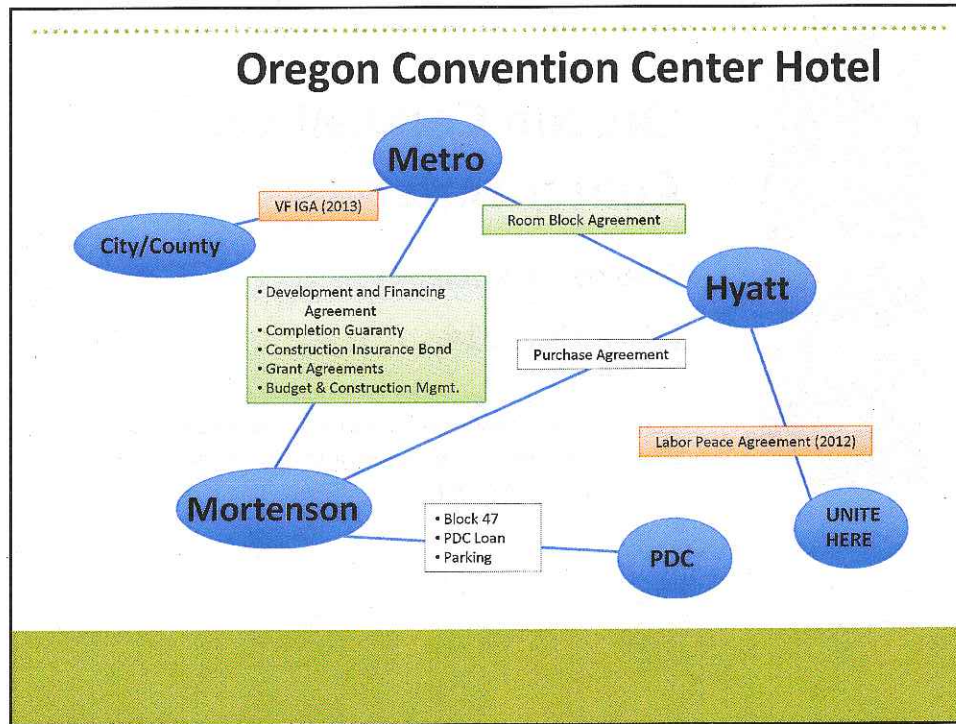 Oregon Convention Center Hotel
Metro
VF IGA (2013)
Room Block Agreement
City/County
Hyatt
• Development and Financing
Agreement
• Completion Guaranty
• Construction Insurance Bond
• Grant Agreements
• Budget & Construction Mgmt.
Purchase Agreement
Labor Peace Agreement (2012)
Mortenson
• Block 47
• PDC Loan
• Parking
PDC
UNITE
HERE